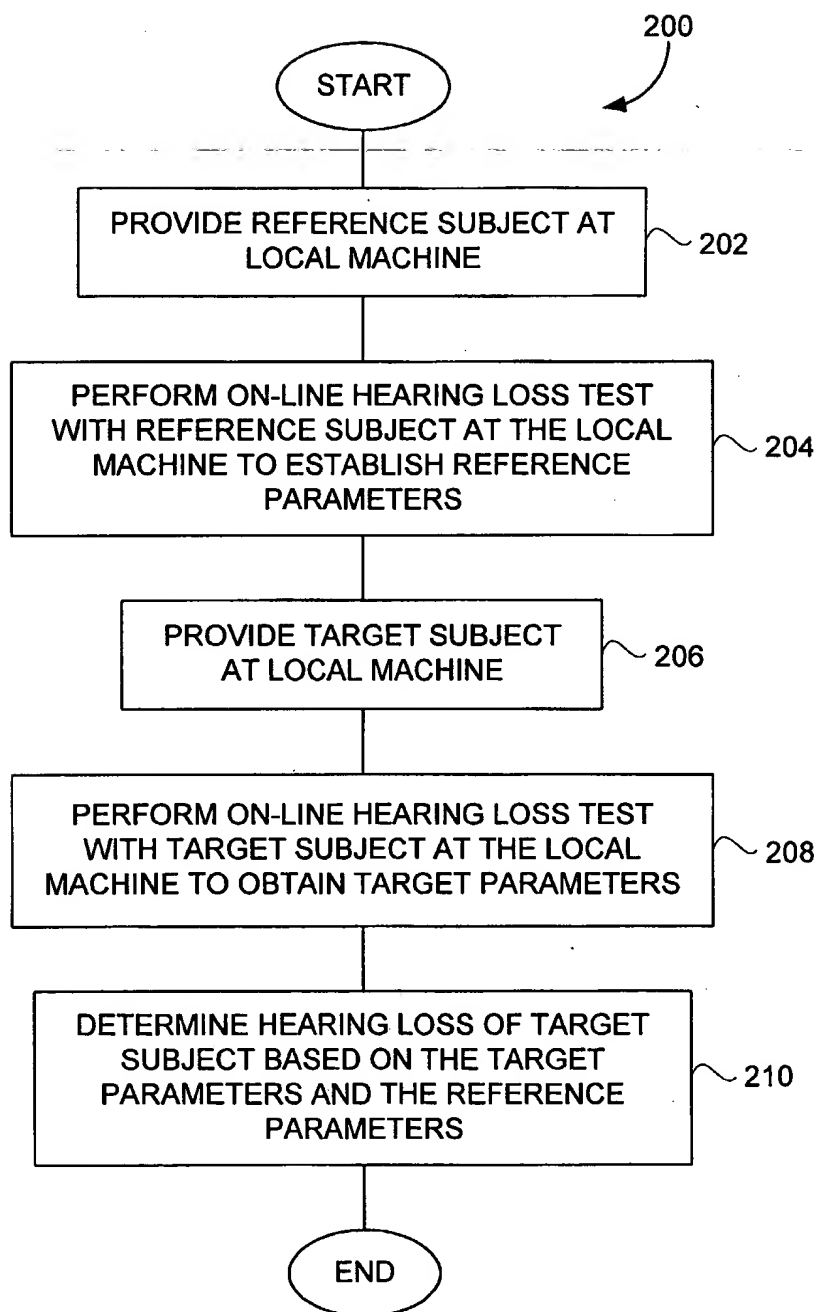 200
START
PROVIDE REFERENCE SUBJECT AT
LOCAL MACHINE
202
PERFORM ON-LINE HEARING LOSS TEST
WITH REFERENCE SUBJECT AT THE LOCAL
MACHINE TO ESTABLISH REFERENCE
PARAMETERS
204
PROVIDE TARGET SUBJECT
AT LOCAL MACHINE
206
PERFORM ON-LINE HEARING LOSS TEST
WITH TARGET SUBJECT AT THE LOCAL
MACHINE TO OBTAIN TARGET PARAMETERS
208
DETERMINE HEARING LOSS OF TARGET
SUBJECT BASED ON THE TARGET
PARAMETERS AND THE REFERENCE
PARAMETERS
210
END